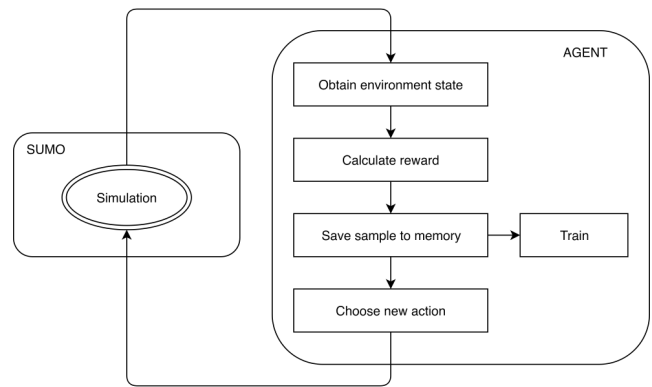 AGENT
Obtain environment state
Calculate reward
SUMO
Simulation
Save sample to memory
Train
Choose new action